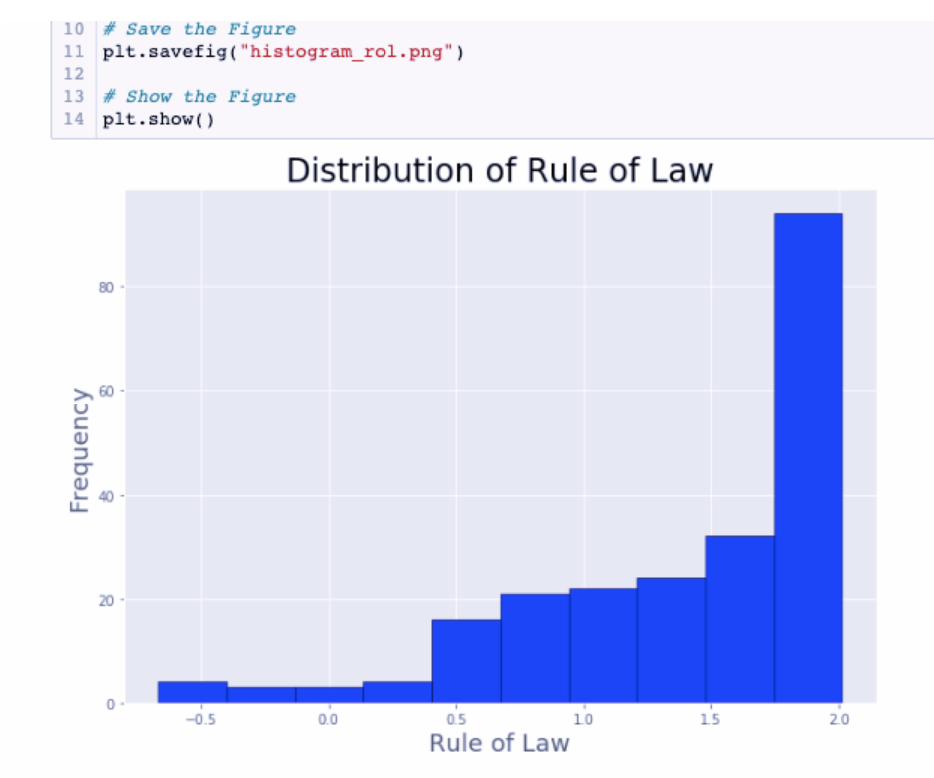 10 # Save the Figure
11 plt.savefig("histogram_rol.png")
12
13 # Show the Figure
14 plt.show()
Distribution of Rule of Law
80
60
40
20
0
Frequency
−0.5 0.0 0.5 1.0 1.5 2.0
Rule of Law